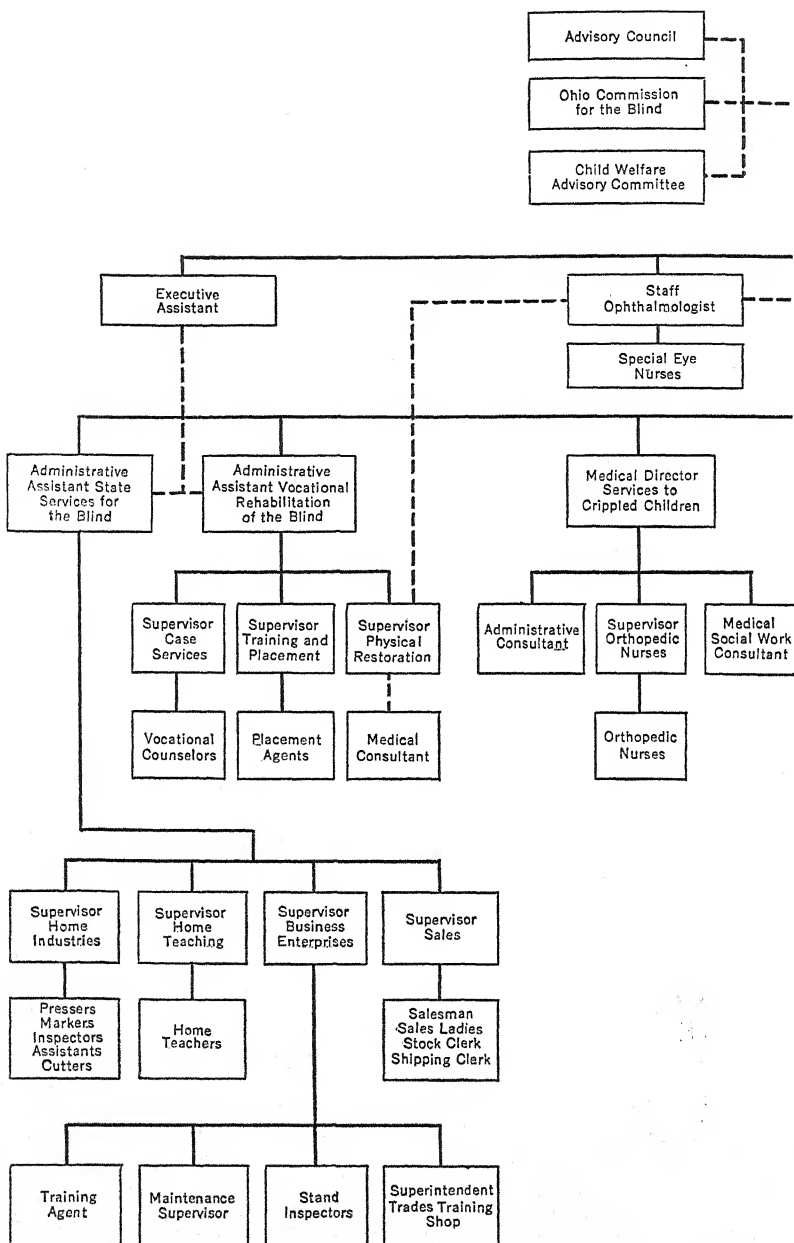 Advisory Council
Ohio Commission
for the Blind
Child Welfare
Advisory Committee
Executive
Assistant
Staff
Ophthalmologist
Special Eye
Nurses
Administrative
Assistant State
Services for
the Blind
Administrative
Assistant Vocational
Rehabilitation
of the Blind
Medical Director
Services to
Crippled Children
Supervisor
Case
Services
Supervisor
Training and
Placement
Supervisor
Physical
Restoration
Administrative
Consultant
Supervisor
Orthopedic
Nurses
Medical
Social Work
Consultant
Vocational
Counselors
Placement
Agents
Medical
Consultant
Orthopedic
Nurses
Supervisor
Home
Industries
Supervisor
Home
Teaching
Supervisor
Business
Enterprises
Supervisor
Sales
Pressers
Markers
Inspectors
Assistants
Cutters
Home
Teachers
Salesman
Sales Ladies
Stock Clerk
Shipping Clerk
Training
Agent
Maintenance
Supervisor
Stand
Inspectors
Superintendent
Trades Training
Shop